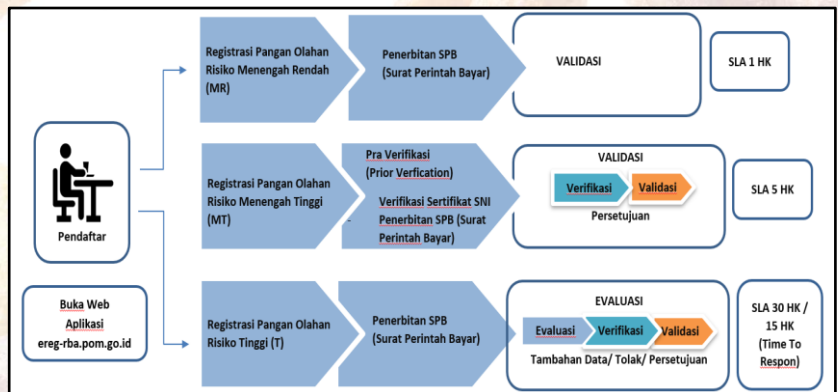 Pendaftar
Buka Web
Aplikasi
ereg-rba.pom.go.id
Registrasi Pangan Olahan
Risiko Menengah Rendah
(MR)
Penerbitan SPB
(Surat Perintah Bayar)
VALIDASI
SLA 1 HK
Registrasi Pangan Olahan
Risiko Menengah Tinggi
(MT)
Pra Verifikasi
(Prior Verfication)
Verifikasi Sertifikat SNI
- Penerbitan SPB (Surat
Perintah Bayar)
VALIDASI
Verifikasi
Validasi
Persetujuan
SLA 5 HK
Registrasi Pangan Olahan
Risiko Tinggi (T)
Penerbitan SPB
(Surat Perintah Bayar)
EVALUASI
Evaluasi
Verifikasi
Validasi
Tambahan Data/ Tolak/ Persetujuan
SLA 30 HK /
15 HK
(Time To
Respon)